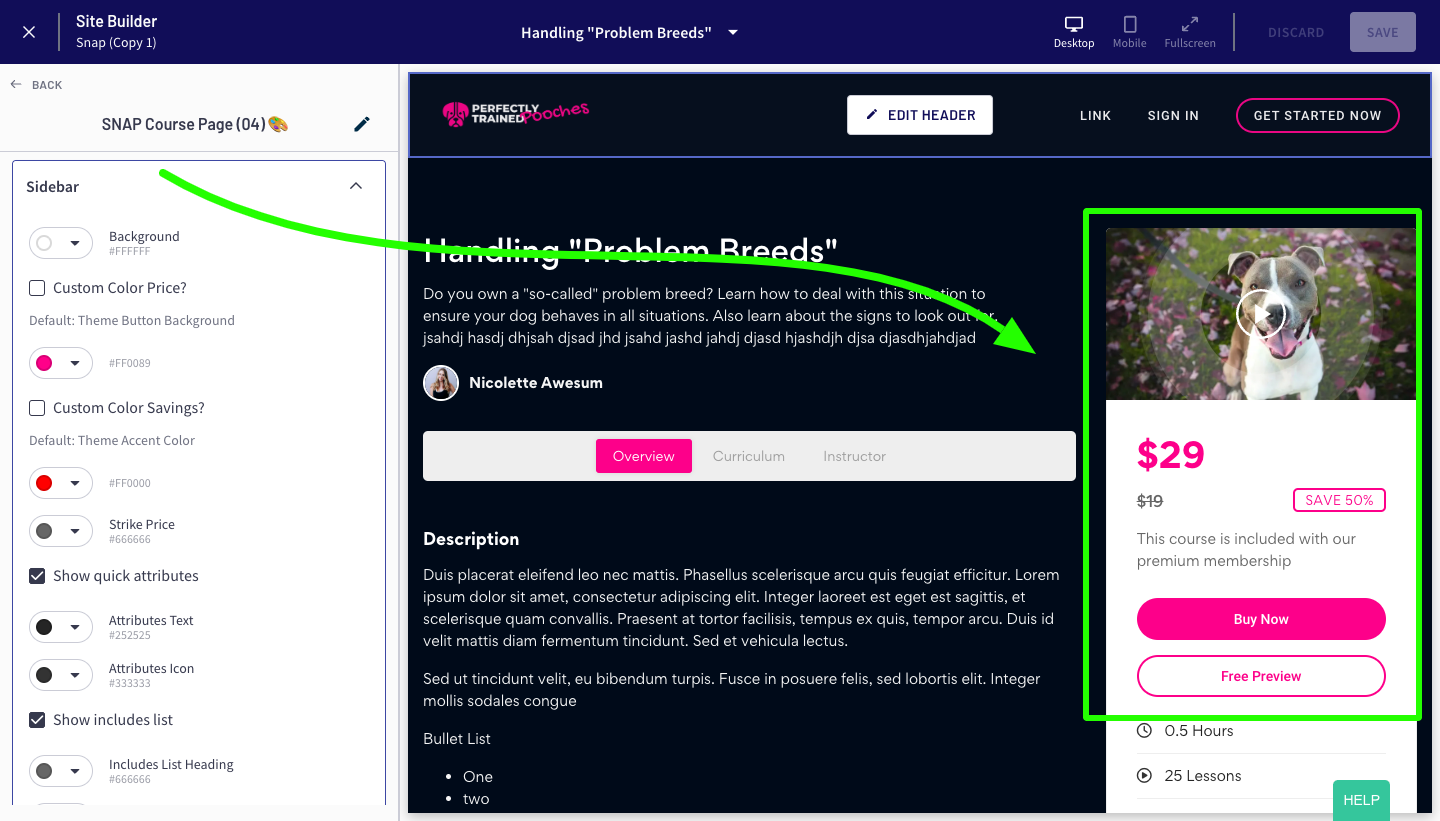 Site Builder
Snap (Copy 1)
Handling "Problem Breeds"
Desktop
Mobile
Fullscreen
DISCARD
SAVE
BACK
SNAP Course Page (04)🎨
Sidebar
Background
#FFFFFF
Custom Color Price?
Default: Theme Button Background
#FF0089
Custom Color Savings?
Default: Theme Accent Color
#FF0000
Strike Price
#666666
Show quick attributes
Attributes Text
#252525
Attributes Icon
#333333
Show includes list
Includes List Heading
#666666
PERFECTLY
TRAINED Pooches
EDIT HEADER
LINK
SIGN IN
GET STARTED NOW
Handling "Problem Breeds"
Do you own a "so-called" problem breed? Learn how to deal with this situation to
ensure your dog behaves in all situations. Also learn about the signs to look out for.
jsahdj hasdj dhjsah djsad jhd jsahd jashd jahdj djasd hjashdjh djsa djasdhjahdjad
Nicolette Awesum
Overview
Curriculum
Instructor
Description
Duis placerat eleifend leo nec mattis. Phasellus scelerisque arcu quis feugiat efficitur. Lorem
ipsum dolor sit amet, consectetur adipiscing elit. Integer laoreet est eget est sagittis, et
scelerisque quam convallis. Praesent at tortor facilisis, tempus ex quis, tempor arcu. Duis id
velit mattis diam fermentum tincidunt. Sed et vehicula lectus.
Sed ut tincidunt velit, eu bibendum turpis. Fusce in posuere felis, sed lobortis elit. Integer
mollis sodales congue
Bullet List
• One
• two
$29
$19
SAVE 50%
This course is included with our
premium membership
Buy Now
Free Preview
0.5 Hours
25 Lessons
HELP